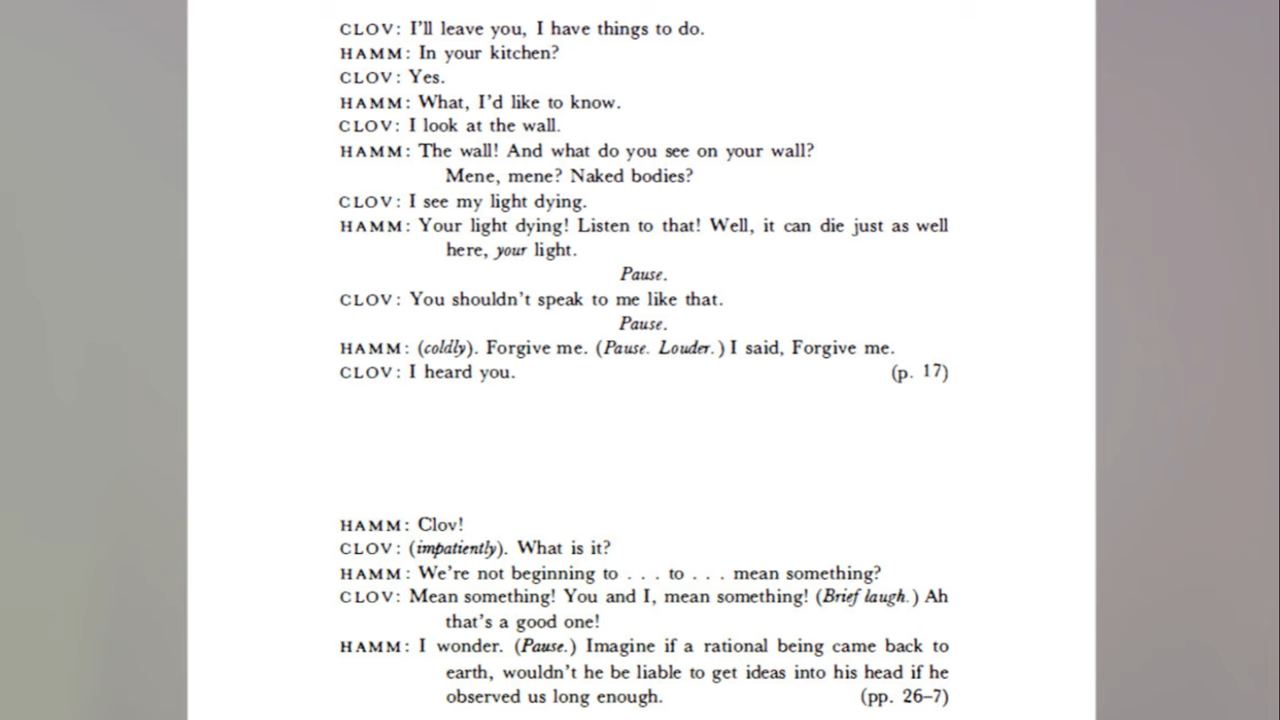 CLOV: I'll leave you, I have things to do.
HAMM: In your kitchen?
CLOV: Yes.
HAMM: What, I'd like to know.
CLOV: I look at the wall.
HAMM: The wall! And what do you see on your wall?
Mene, mene? Naked bodies?
CLOV: I see my light dying.
HAMM: Your light dying! Listen to that! Well, it can die just as well
here, your light.
Pause.
CLOV: You shouldn't speak to me like that.
Pause.
HAMM: (coldly). Forgive me. (Pause. Louder.) I said, Forgive me.
CLOV: I heard you. (p. 17)
HAMM: Clov!
CLOV: (impatiently). What is it?
HAMM: We're not beginning to . . . to . . . mean something?
CLOV: Mean something! You and I, mean something! (Brief laugh.) Ah
that's a good one!
HAMM: I wonder. (Pause.) Imagine if a rational being came back to
earth, wouldn't he be liable to get ideas into his head if he
observed us long enough. (pp. 26–7)